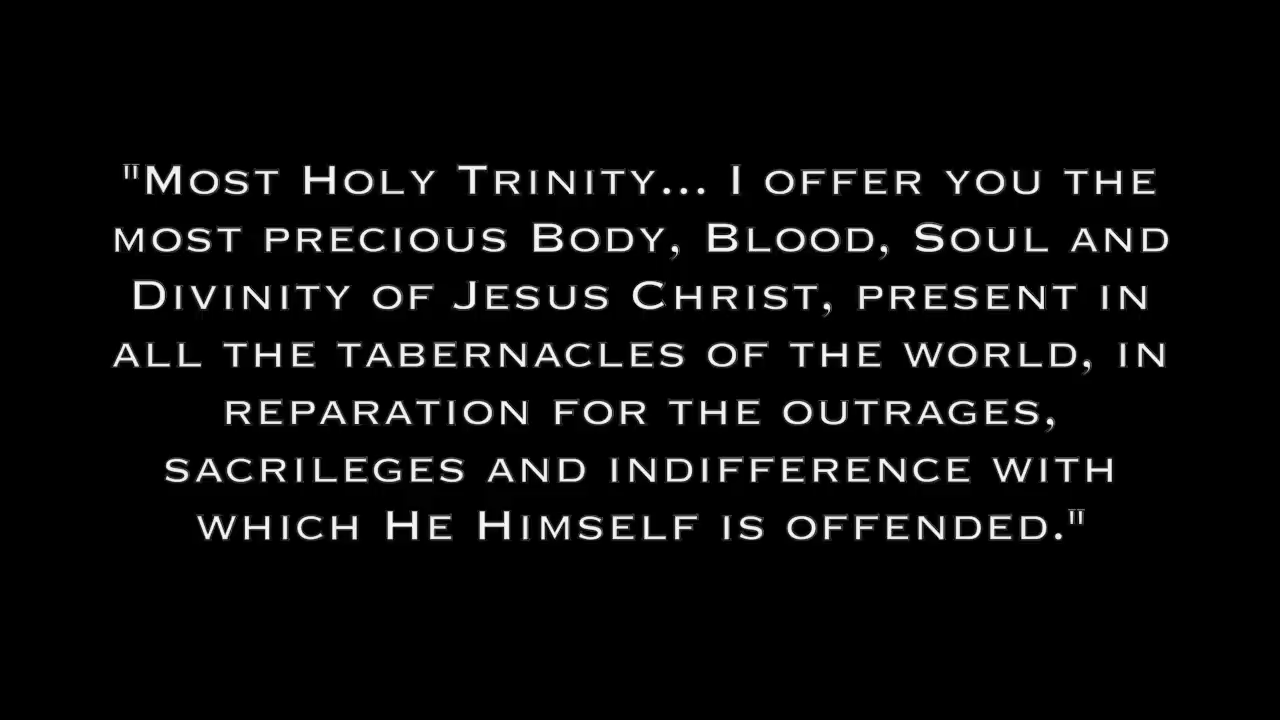 "Most Holy Trinity... I offer you the
most precious Body, Blood, Soul and
Divinity of Jesus Christ, present in
all the tabernacles of the world, in
reparation for the outrages,
sacrileges and indifference with
which He Himself is offended."